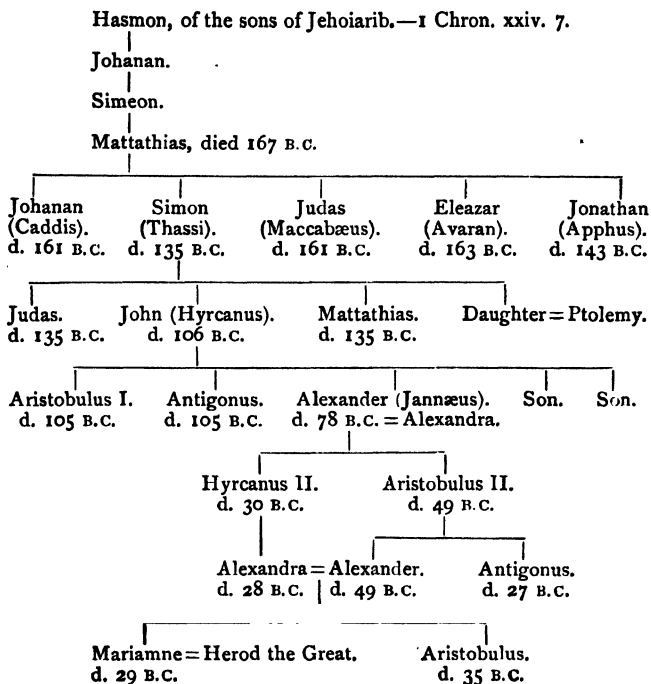 Hasmon, of the sons of Jehoiarib.—1 Chron. xxiv. 7.
Johanan.
Simeon.
Mattathias, died 167 B.C.
Johanan Simon Judas Eleazar Jonathan
(Caddis). (Thassi). (Maccabæus). (Avaran). (Apphus).
d. 161 B.C. d. 135 B.C. d. 161 B.C. d. 163 B.C. d. 143 B.C.
Judas. John (Hyrcanus). Mattathias. Daughter = Ptolemy.
d. 135 B.C. d. 106 B.C. d. 135 B.C.
Aristobulus I. Antigonus. Alexander (Jannæus). Son. Son.
d. 105 B.C. d. 105 B.C. d. 78 B.C. = Alexandra.
Hyrcanus II. Aristobulus II.
d. 30 B.C. d. 49 B.C.
Alexandra = Alexander. Antigonus.
d. 28 B.C. d. 49 B.C. d. 27 B.C.
Mariamne = Herod the Great. Aristobulus.
d. 29 B.C. d. 35 B.C.